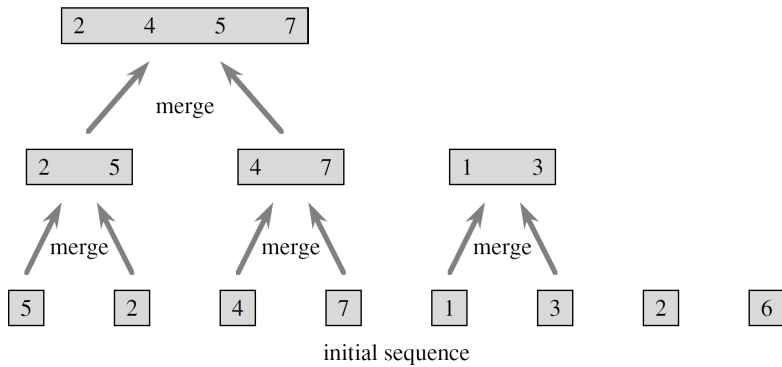 2 4 5 7
merge
2 5 4 7 1 3
merge merge merge
5 2 4 7 1 3 2 6
initial sequence